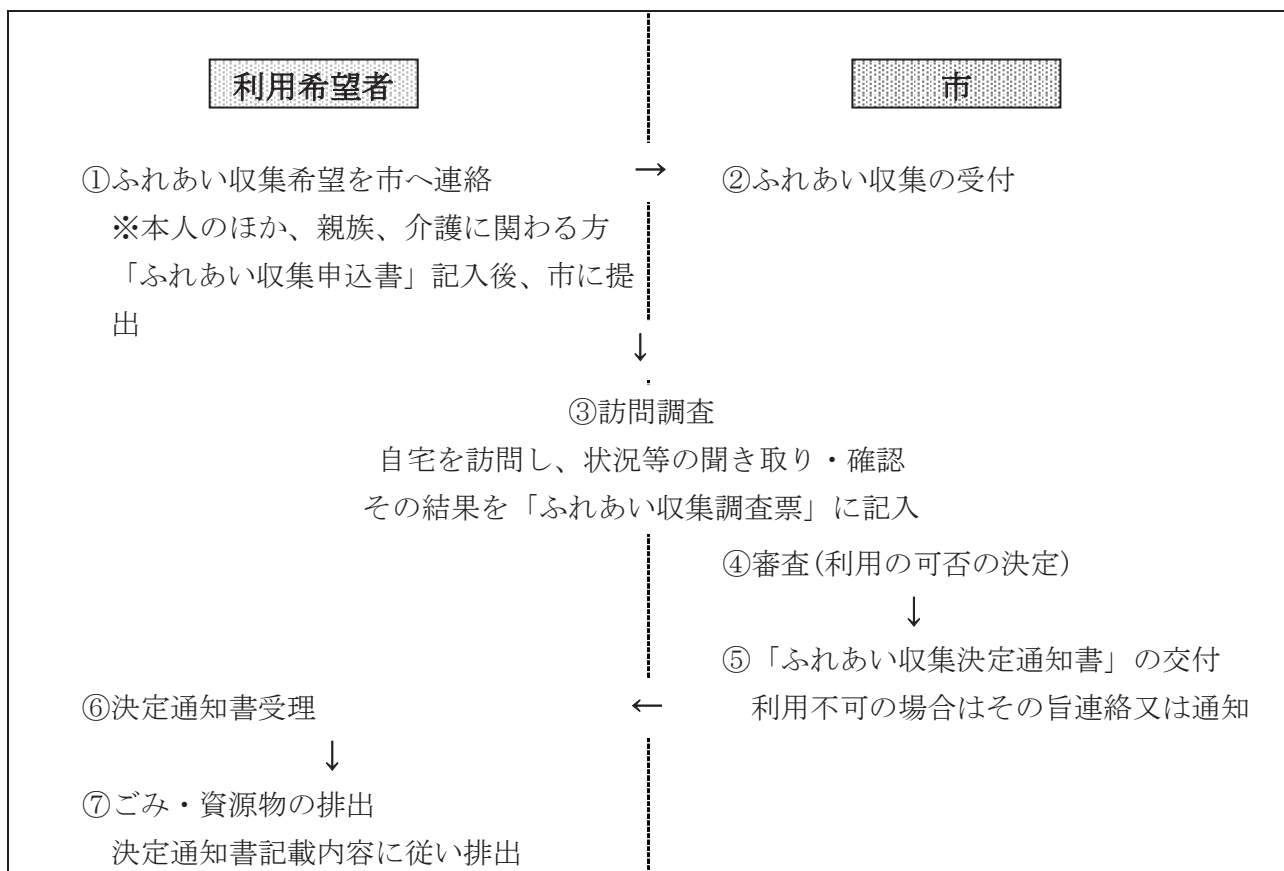 利用希望者
市
①ふれあい収集希望を市へ連絡
→
②ふれあい収集の受付
※本人のほか、親族、介護に関わる方
「ふれあい収集申込書」記入後、市に提
出
↓
③訪問調査
自宅を訪問し、状況等の聞き取り・確認
その結果を「ふれあい収集調査票」に記入
④審査(利用の可否の決定)
↓
⑤「ふれあい収集決定通知書」の交付
利用不可の場合はその旨連絡又は通知
←
⑥決定通知書受理
↓
⑦ごみ・資源物の排出
決定通知書記載内容に従い排出